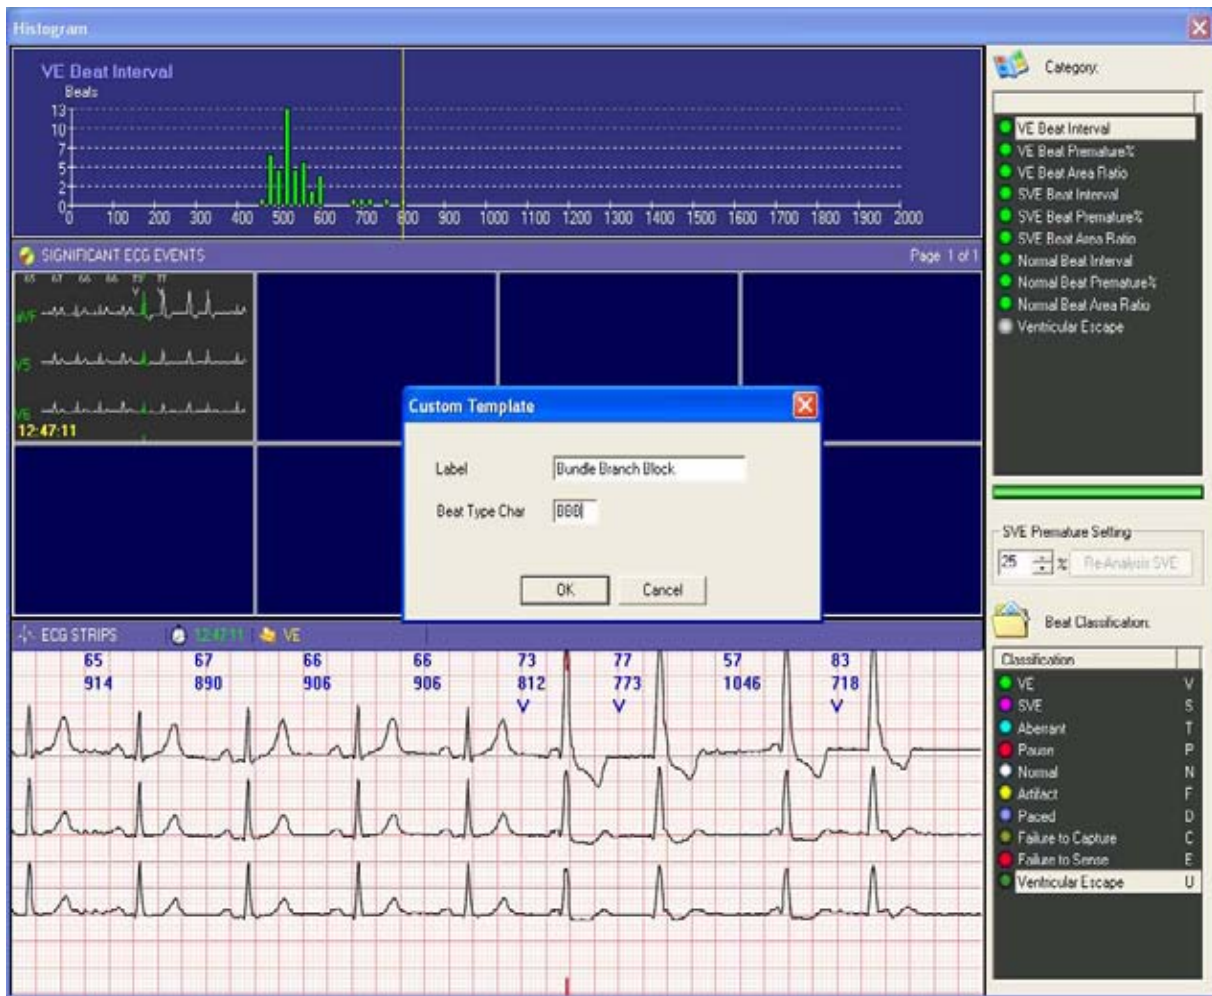 Histogram
VE Beat Interval
Beats
13
10
7
5
2
0
0 100 200 300 400 500 600 700 800 900 1000 1100 1200 1300 1400 1500 1600 1700 1800 1900 2000
SIGNIFICANT ECG EVENTS Page 1 of 1
65 67 66 66 73 77
aVF
V5
V6
12:47:11
Custom Template
Label Bundle Branch Block
Beat Type Char BBB
OK Cancel
ECG STRIPS 12:47:11 VE
65 67 66 66 73 77 57 83
914 890 906 906 812 773 1046 718
V V V
Category:
VE Beat Interval
VE Beat Premature%
VE Beat Area Ratio
SVE Beat Interval
SVE Beat Premature%
SVE Beat Area Ratio
Normal Beat Interval
Normal Beat Premature%
Normal Beat Area Ratio
Ventricular Escape
SVE Premature Setting
25 % Re-Analysis SVE
Beat Classification:
Classification
VE V
SVE S
Aberrant T
Pause P
Normal N
Artifact F
Paced D
Failure to Capture C
Failure to Sense E
Ventricular Escape U